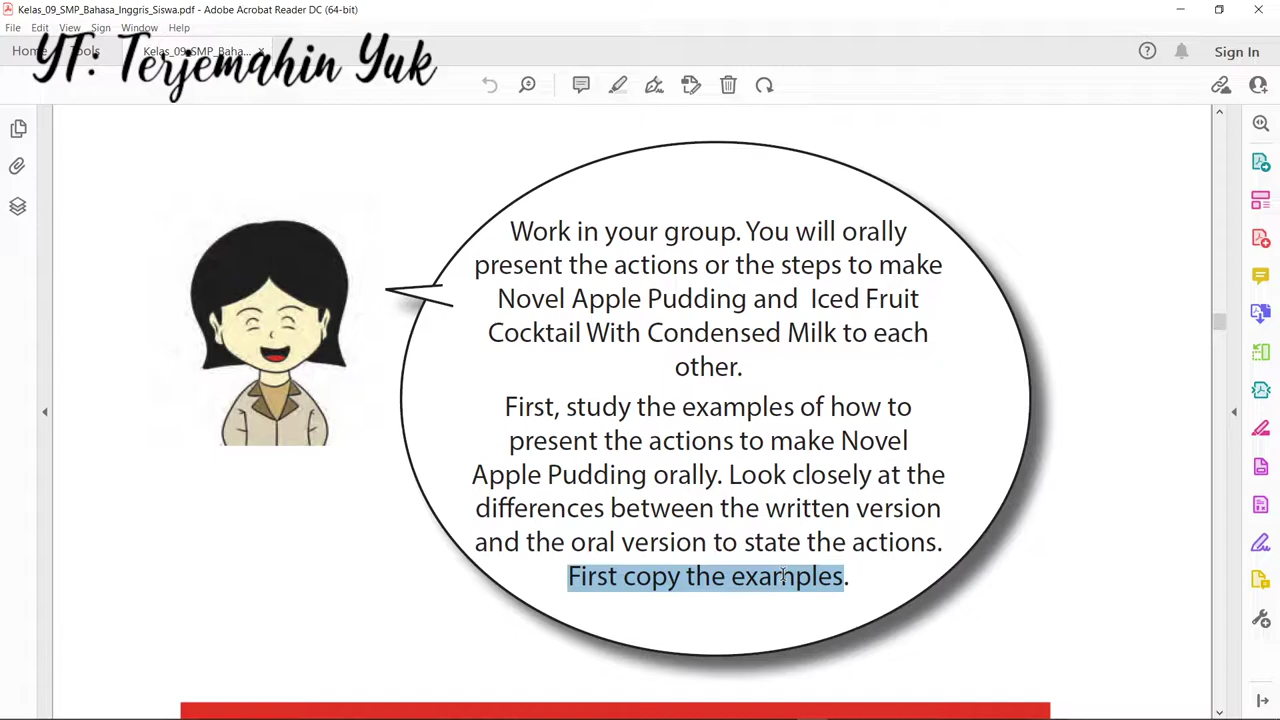 Kelas_09_SMP_Bahasa_Inggris_Siswa.pdf - Adobe Acrobat Reader DC (64-bit)
File Edit View Sign Window Help
Home Tools Kelas_09_SMP_Baha... ×
Sign In
YT: Terjemahin Yuk
Work in your group. You will orally
present the actions or the steps to make
Novel Apple Pudding and Iced Fruit
Cocktail With Condensed Milk to each
other.
First, study the examples of how to
present the actions to make Novel
Apple Pudding orally. Look closely at the
differences between the written version
and the oral version to state the actions.
First copy the examples.